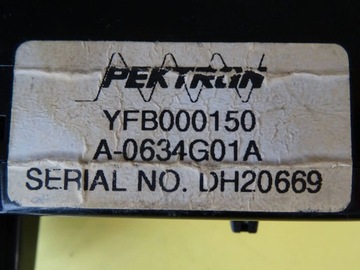 PEKTRON
YFB000150
A-0634G01A
SERIAL NO. DH20669